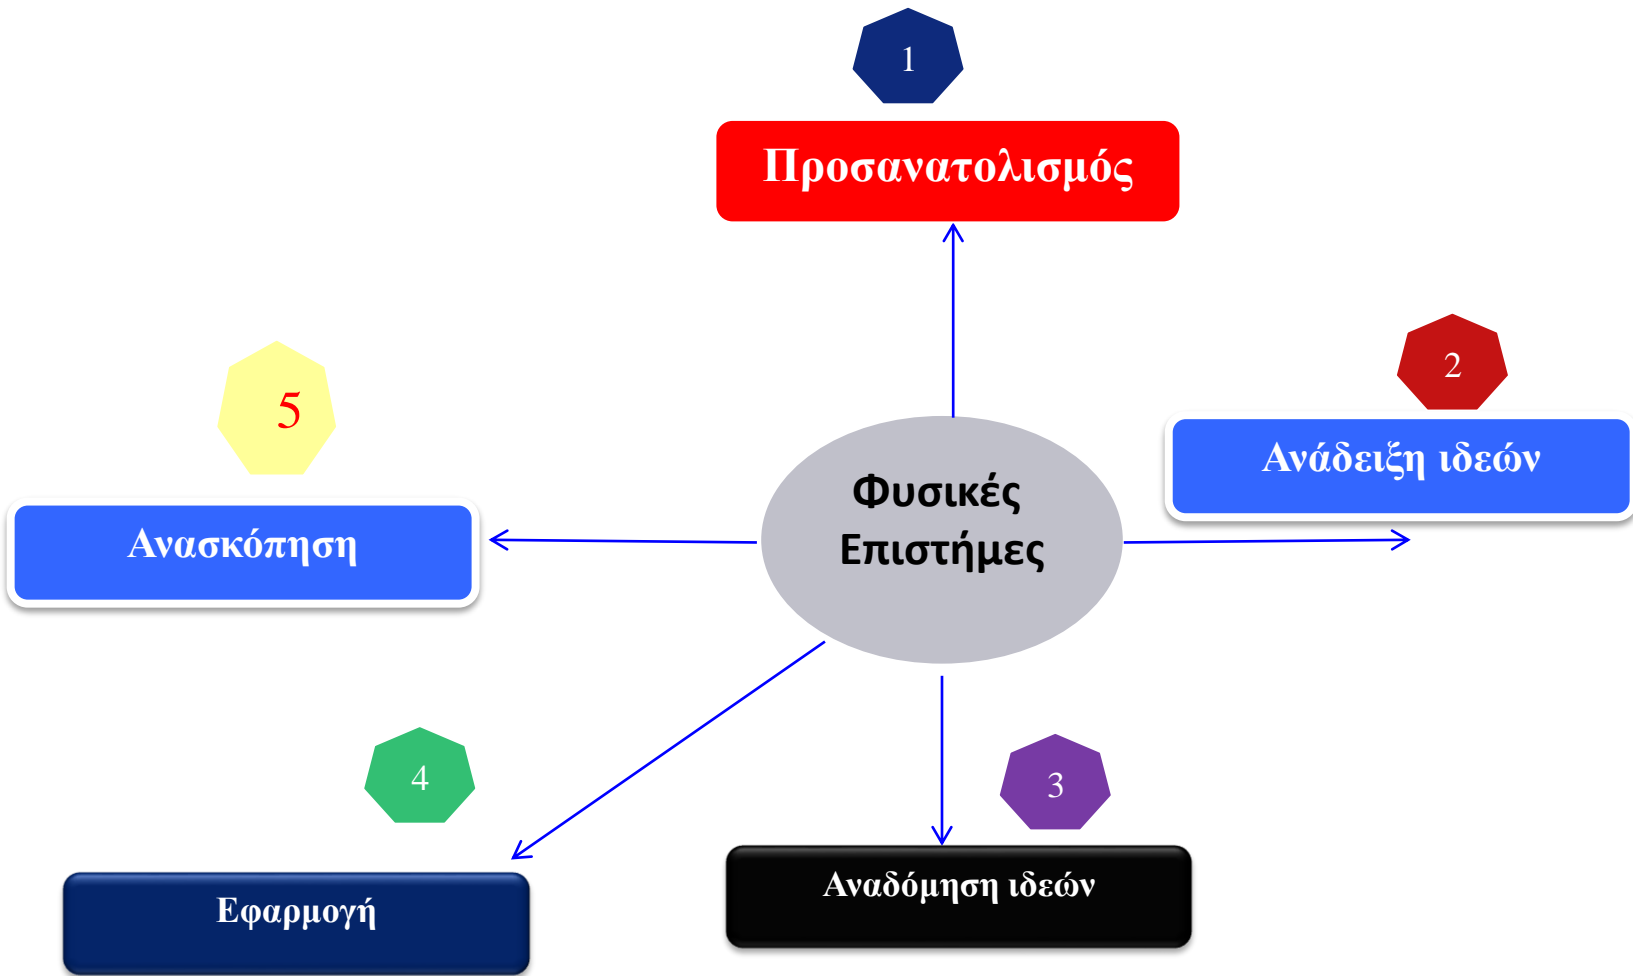 1
Προσανατολισμός
2
Ανάδειξη ιδεών
5
Ανασκόπηση
Φυσικές
Επιστήμες
4
Εφαρμογή
3
Αναδόμηση ιδεών